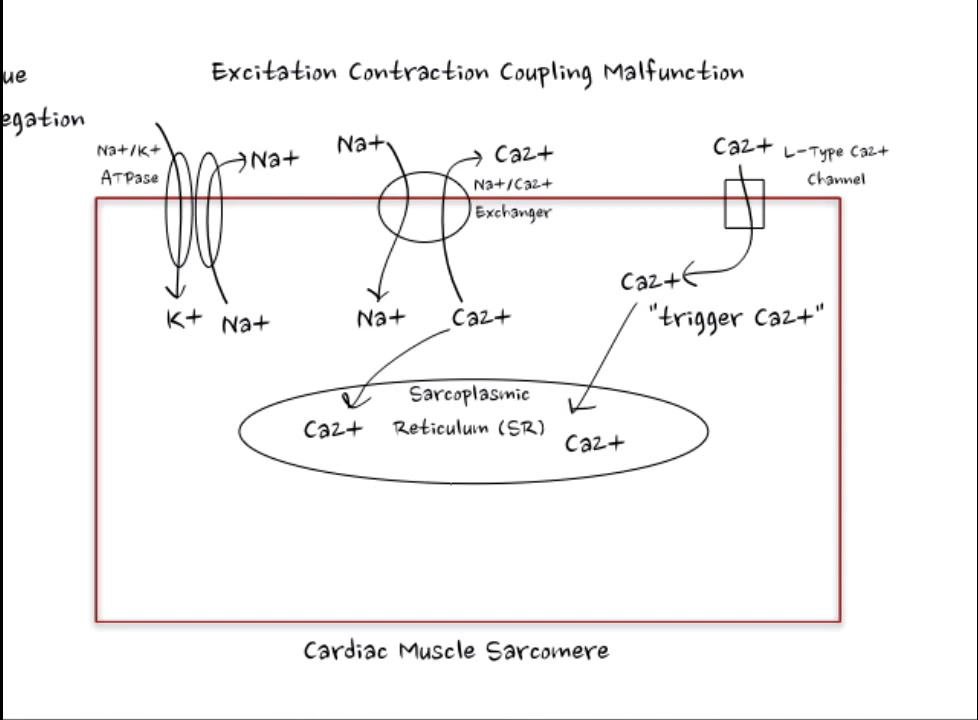 ue
egation
Excitation Contraction Coupling Malfunction
Na+/K+
ATPase
Na+
Na+
Ca2+
Na+/Ca2+
Exchanger
Ca2+
L-Type Ca2+
Channel
K+
Na+
Na+
Ca2+
Ca2+
"trigger Ca2+"
Sarcoplasmic
Reticulum (SR)
Ca2+
Ca2+
Cardiac Muscle Sarcomere